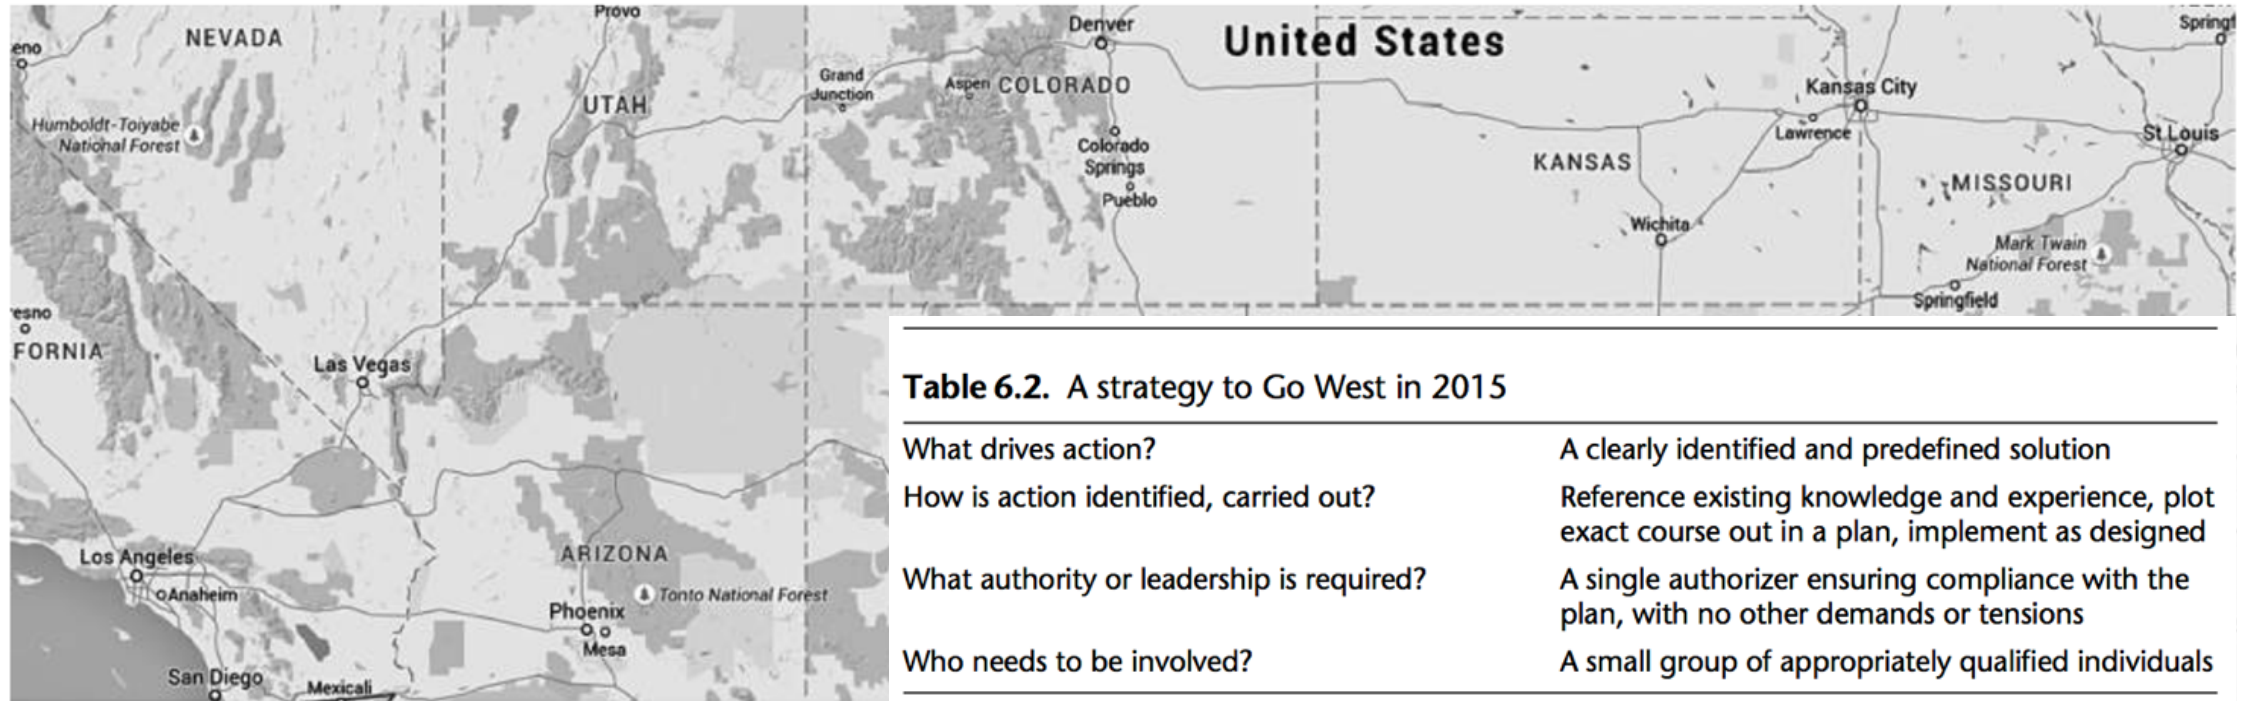 Provo
Denver
Springf
NEVADA
United States
eno
Grand
Junction
Aspen
COLORADO
Kansas City
UTAH
Humboldt-Toiyabe
National Forest
Lawrence
St Louis
Colorado
Springs
KANSAS
MISSOURI
Pueblo
Wichita
Mark Twain
National Forest
Springfield
esno
FORNIA
Las Vegas
Los Angeles
Anaheim
ARIZONA
Tonto National Forest
Phoenix
Mesa
San Diego
Mexicali
Table 6.2. A strategy to Go West in 2015
What drives action? A clearly identified and predefined solution
How is action identified, carried out? Reference existing knowledge and experience, plot
exact course out in a plan, implement as designed
What authority or leadership is required? A single authorizer ensuring compliance with the
plan, with no other demands or tensions
Who needs to be involved? A small group of appropriately qualified individuals